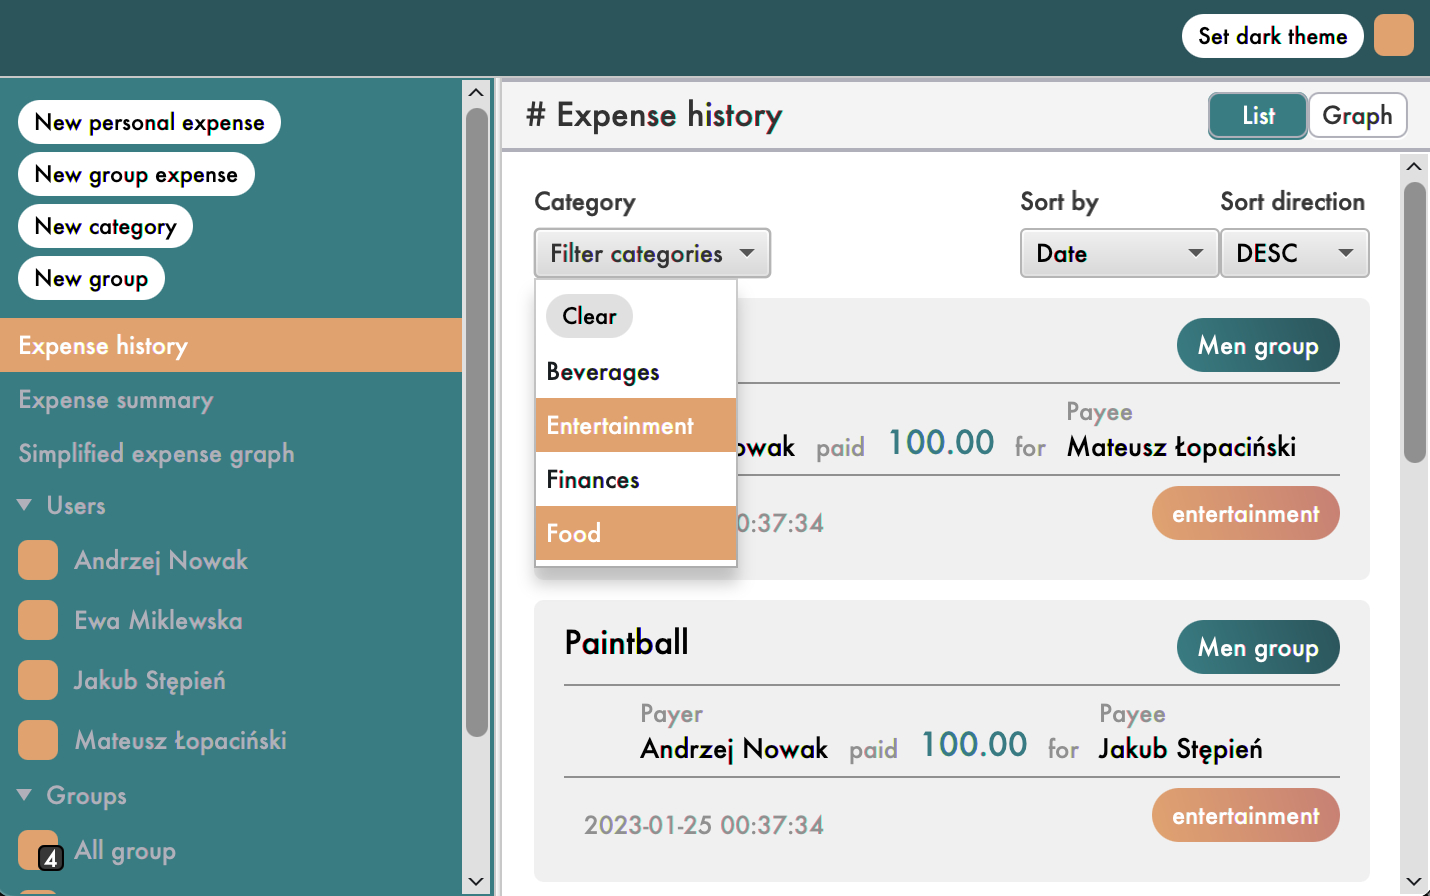 Set dark theme
New personal expense
New group expense
New category
New group
Expense history
Expense summary
Simplified expense graph
Users
Andrzej Nowak
Ewa Miklewska
Jakub Stępień
Mateusz Łopaciński
Groups
4
All group
# Expense history
List
Graph
Category
Sort by
Sort direction
Filter categories
Date
DESC
Clear
Beverages
Entertainment
Finances
Food
Men group
Payee
paid 100.00 for Mateusz Łopaciński
entertainment
Paintball
Men group
Payer
Payee
Andrzej Nowak paid 100.00 for Jakub Stępień
2023-01-25 00:37:34
entertainment